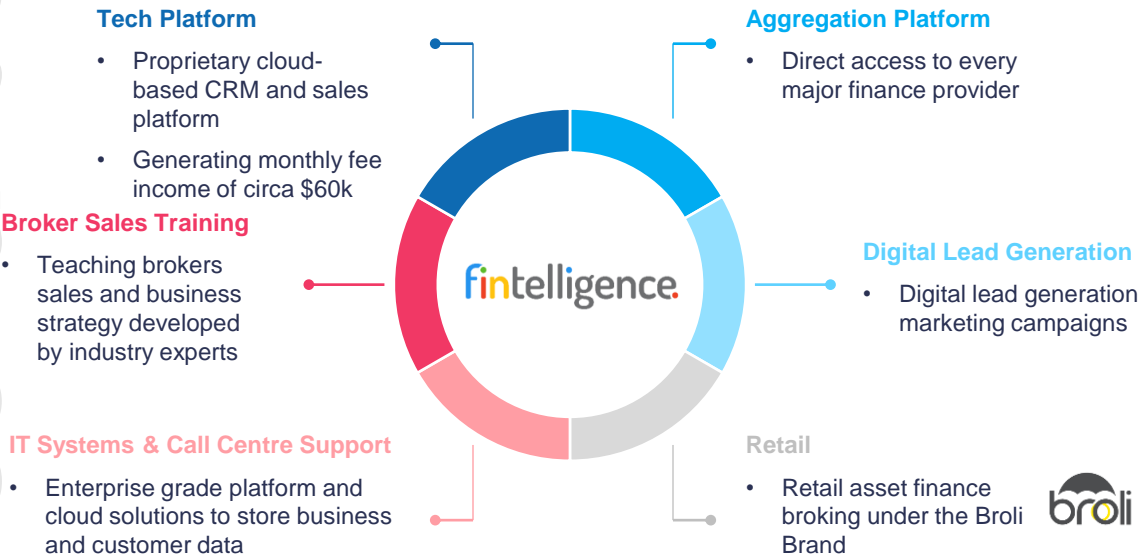 Tech Platform
• Proprietary cloud-
based CRM and sales
platform
• Generating monthly fee
income of circa $60k
Aggregation Platform
• Direct access to every
major finance provider
Broker Sales Training
• Teaching brokers
sales and business
strategy developed
by industry experts
fintelligence.
Digital Lead Generation
• Digital lead generation
marketing campaigns
IT Systems & Call Centre Support
• Enterprise grade platform and
cloud solutions to store business
and customer data
Retail
• Retail asset finance
broking under the Broli
Brand
broli